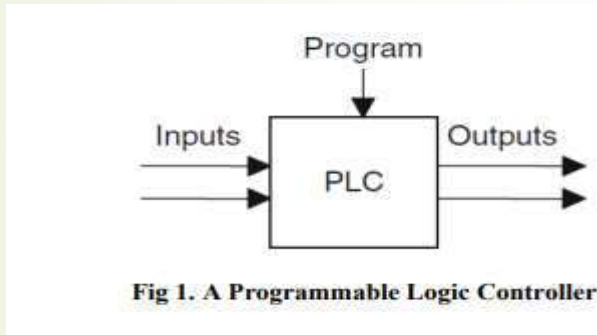 Program
Inputs
Outputs
PLC
Fig 1. A Programmable Logic Controller